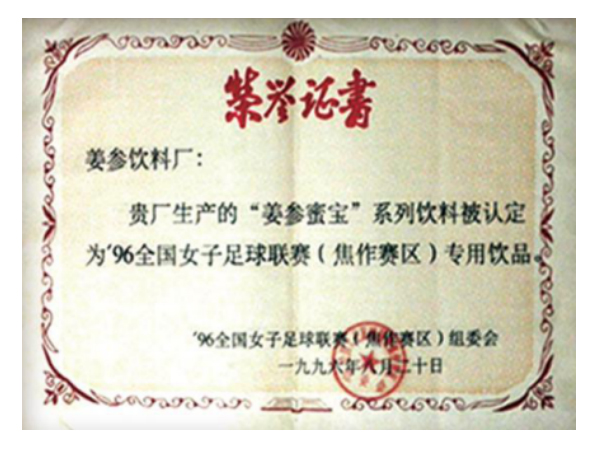 荣誉证书
姜参饮料厂：
贵厂生产的“姜参蜜宝”系列饮料被认定
为'96全国女子足球联赛（焦作赛区）专用饮品。
'96全国女子足球联赛（焦作赛区）组委会
一九九六年八月二十日